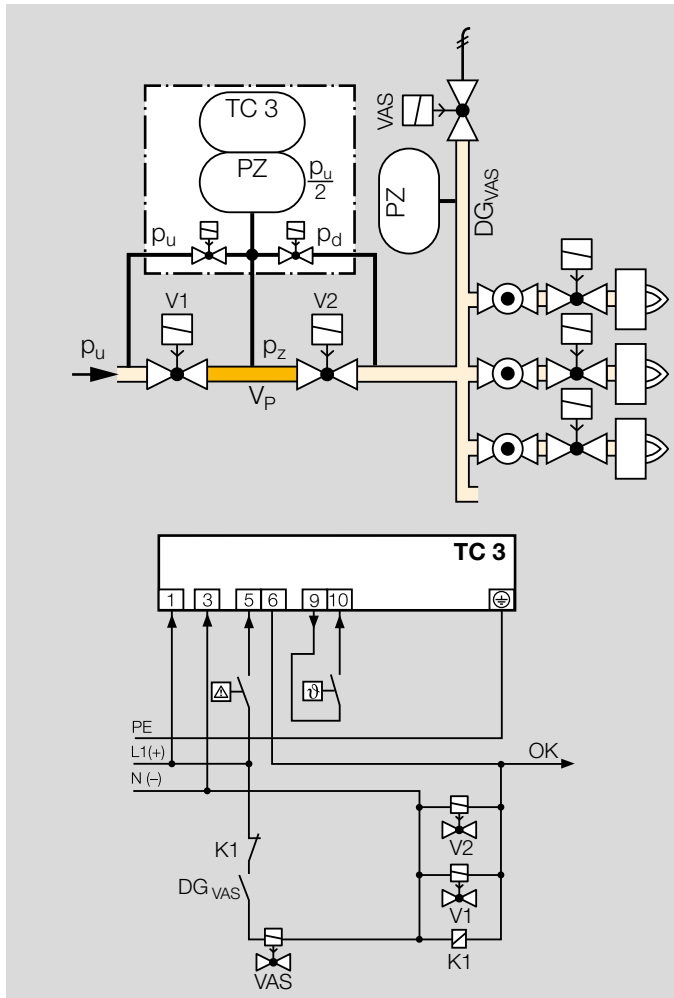 TC 3
PZ
pu
2
pu
pd
V1
V2
pu
pz
VP
VAS
PZ
DGVAS
TC 3
1 3 5 6 9 10
ϑ
PE
L1(+)
N (–)
OK
K1
DG VAS
VAS
V2
V1
K1